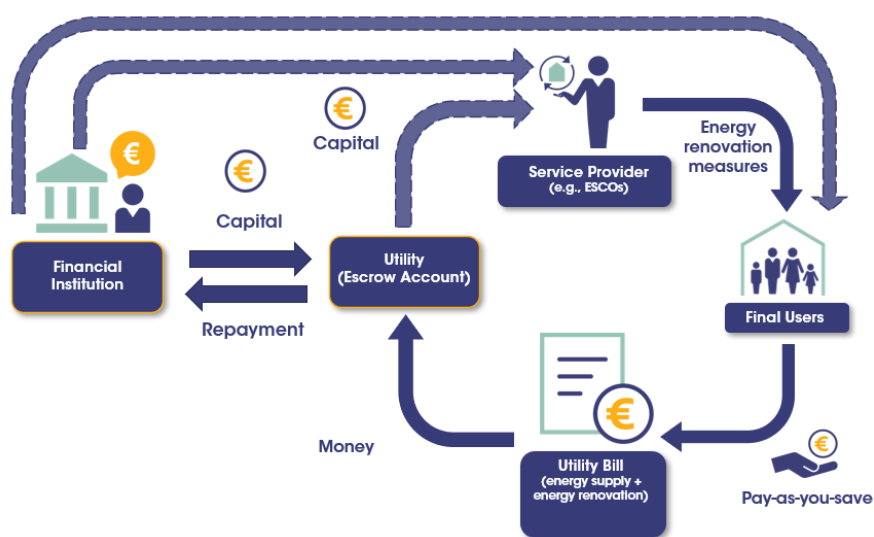 €
Capital
€
Capital
€
Financial
Institution
Repayment
Utility
(Escrow Account)
Service Provider
(e.g., ESCOs)
Energy
renovation
measures
Final Users
€
Pay-as-you-save
€
Utility Bill
(energy supply +
energy renovation)
Money